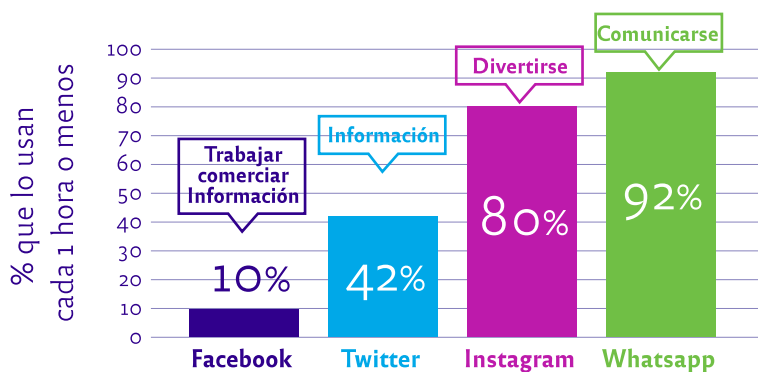 % que lo usan
cada 1 hora o menos
100
90
80
70
60
50
40
30
20
10
0
Comunicarse
Divertirse
Información
Trabajar
comerciar
Información
10%
42%
80%
92%
Facebook
Twitter
Instagram
Whatsapp